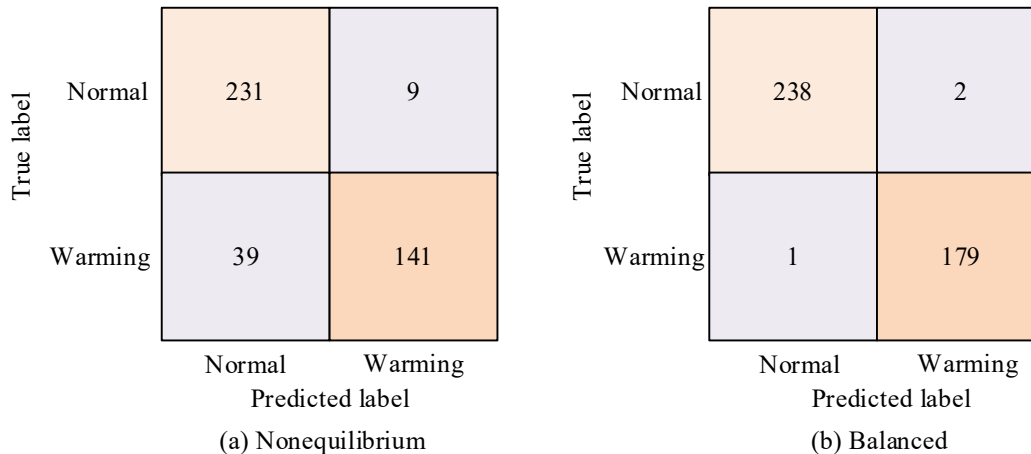 True label
Normal
231
9
Warming
39
141
Normal
Warming
Predicted label
(a) Nonequilibrium
True label
Normal
238
2
Warming
1
179
Normal
Warming
Predicted label
(b) Balanced